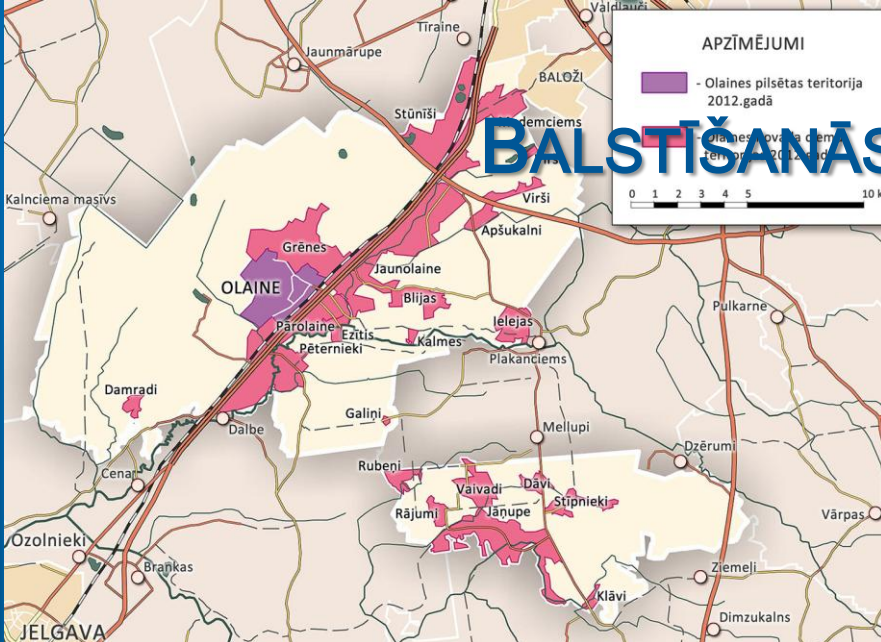 Valdlauči
Tīraine
Jaunmārupe
BALOŽI
APZĪMĒJUMI
- Olaines pilsētas teritorija
2012.gadā
Stūnīši
BALSTĪŠANĀS
0 1 2 3 4 5 10 k
Kalnciema masīvs
Virši
Apšukalni
Grēnes
OLAINE
Jaunolaine
Blijas
Pulkarne
Ielejas
Pārolaine
Ezītis
Kalmes
Pēternieki
Plakanciems
Damradi
Galiņi
Dalbe
Mellupi
Dzērumi
Rubeņi
Cena
Vaivadi
Dāvi
Stīpnieki
Rājumi
Jāņupe
Vārpas
Ozolnieki
Brankas
Ziemeļi
Klāvi
Dimzukalns
JELGAVA